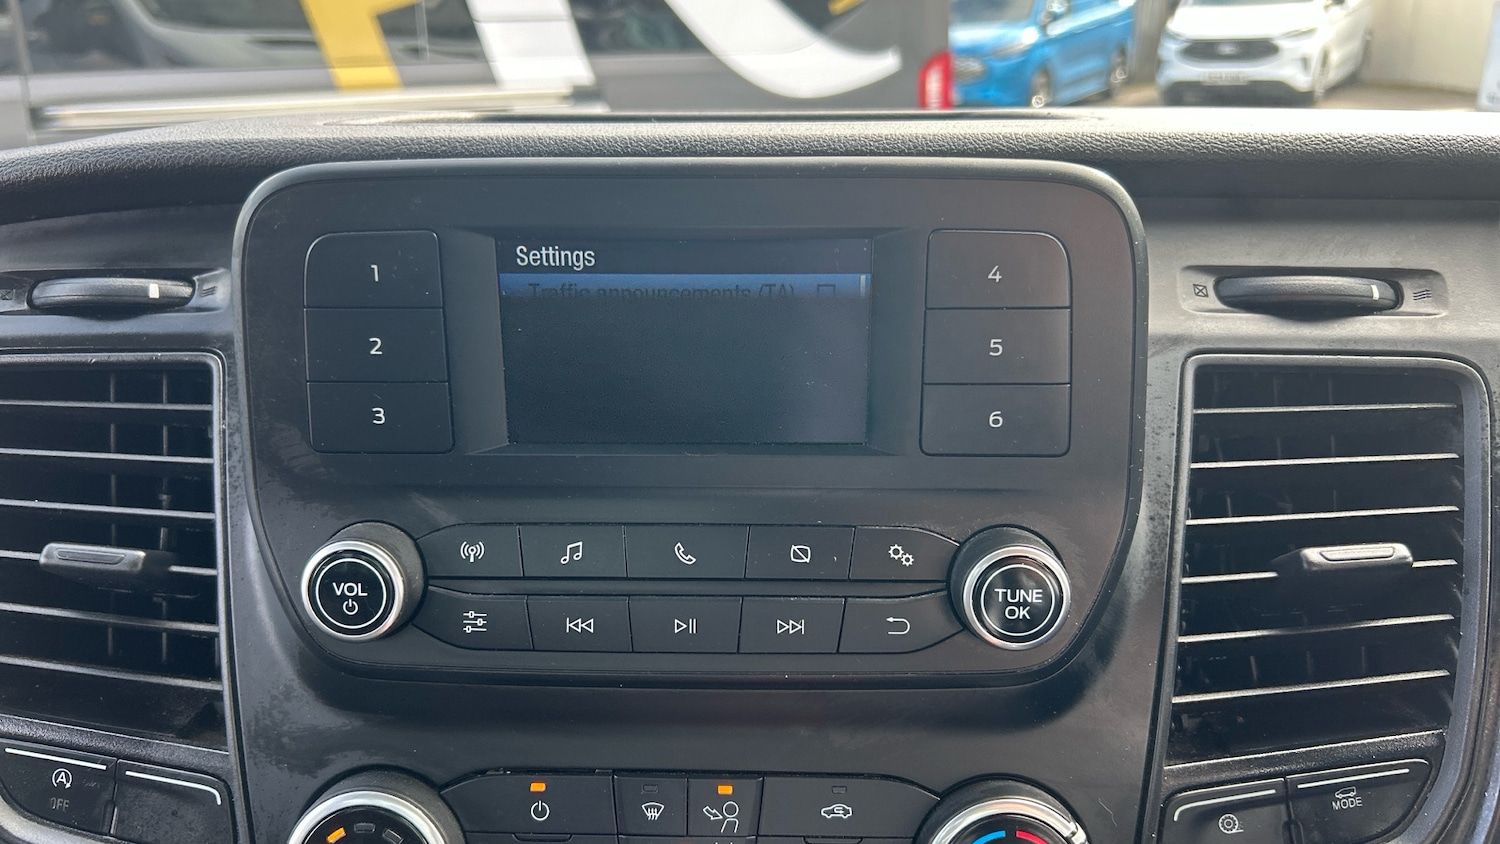 Settings
Traffic announcements (TA)
1
2
3
4
5
6
VOL
TUNE
OK
A
OFF
MODE